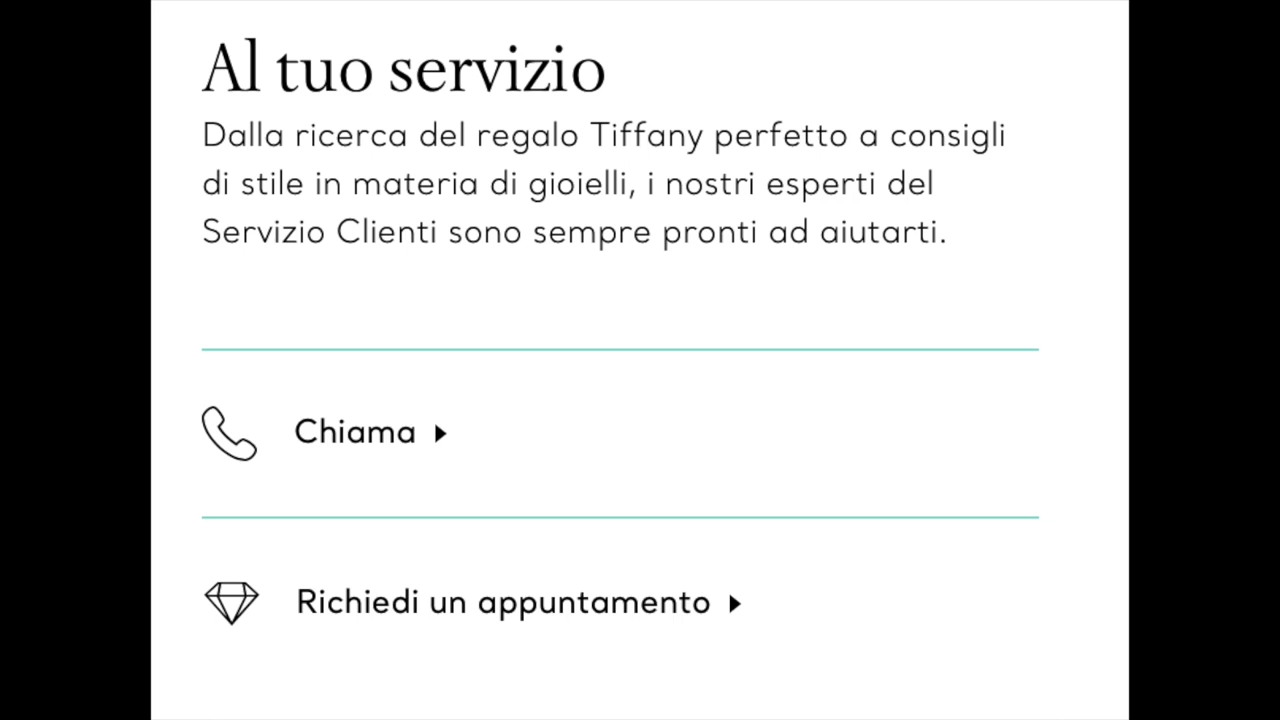 Al tuo servizio
Dalla ricerca del regalo Tiffany perfetto a consigli
di stile in materia di gioielli, i nostri esperti del
Servizio Clienti sono sempre pronti ad aiutarti.
Chiama
Richiedi un appuntamento